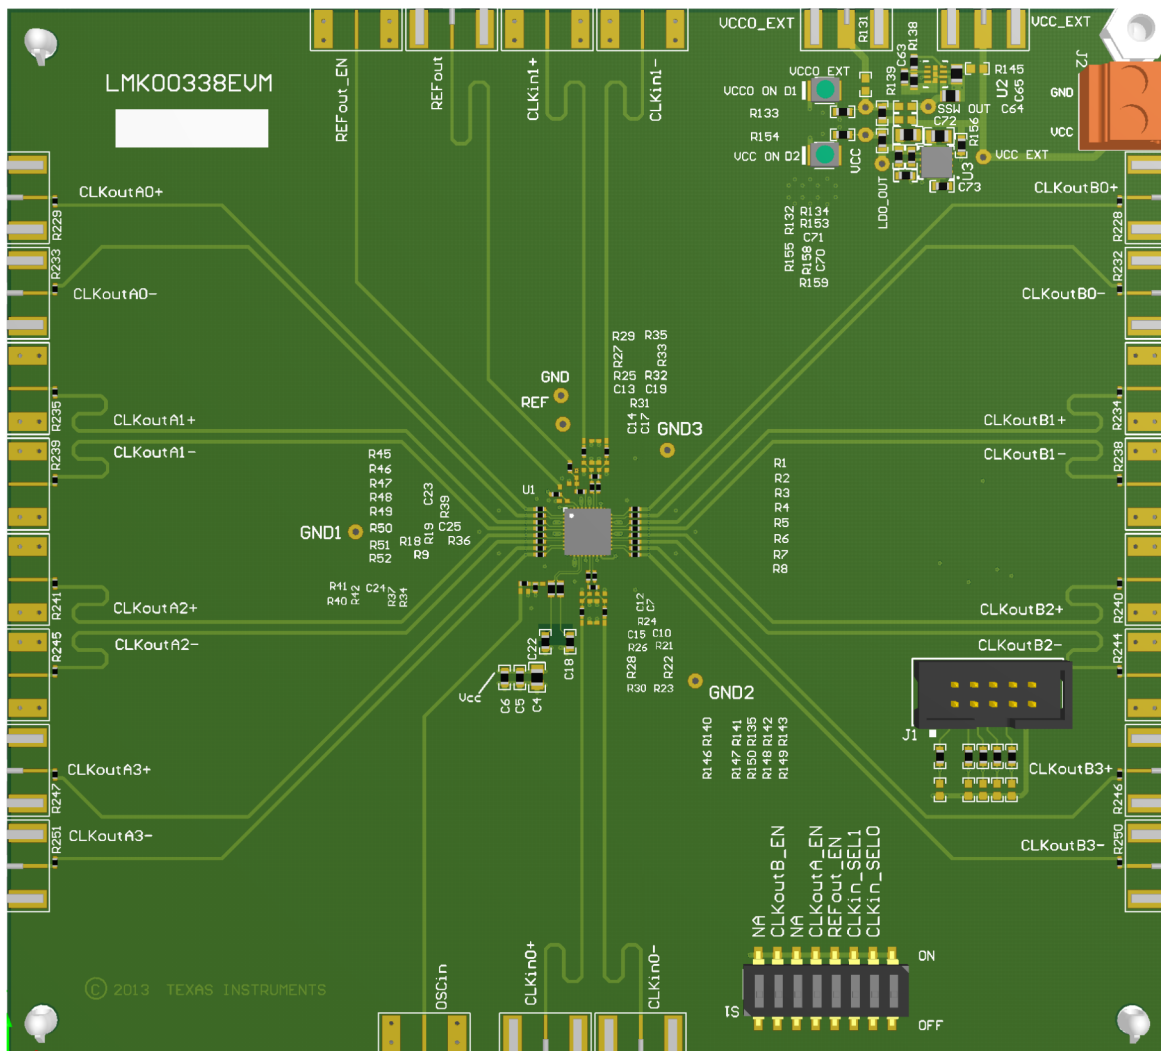 VCCO_EXT
VCC_EXT
R131
R138
C63
J2
LMK00338EVM
REFout_EN
REFout
CLKin1+
CLKin1-
VCCO EXT
R139
R145
U2
C65
GND
VCCO ON D1
SSW OUT
C64
R133
C72
R156
VCC
R154
VCC ON D2
VCC
VCC EXT
U3
C73
LDO_OUT
CLKoutA0+
CLKoutB0+
R229
R228
R132
R134
R153
C71
R155
R158
C70
R159
R233
R232
CLKoutA0-
CLKoutB0-
R29
R35
R27
R33
GND
R25
R32
C13
C19
REF
R31
C14
C17
R235
R234
CLKoutA1+
CLKoutB1+
GND3
R239
R238
CLKoutA1-
CLKoutB1-
R45
R46
R47
R48
R49
R50
R51
R52
C23
R39
R19
C25
R18
R36
R9
U1
GND1
R1
R2
R3
R4
R5
R6
R7
R8
R41
R42
C24
R40
R37
R34
C12
C7
R24
C15
C10
R26
R21
R28
R22
R30
R23
R241
R240
CLKoutA2+
CLKoutB2+
R245
R244
CLKoutA2-
CLKoutB2-
C22
C18
Vcc
C6
C5
C4
GND2
R140
R141
R135
R142
R143
R146
R147
R150
R148
R149
J1
CLKoutA3+
CLKoutB3+
R247
R246
CLKoutA3-
CLKoutB3-
R251
R250
NA
CLKoutB_EN
NA
CLKoutA_EN
REFout_EN
CLKin_SEL1
CLKin_SEL0
ON
S1
OFF
OSCin
CLKin0+
CLKin0-
© 2013 TEXAS INSTRUMENTS